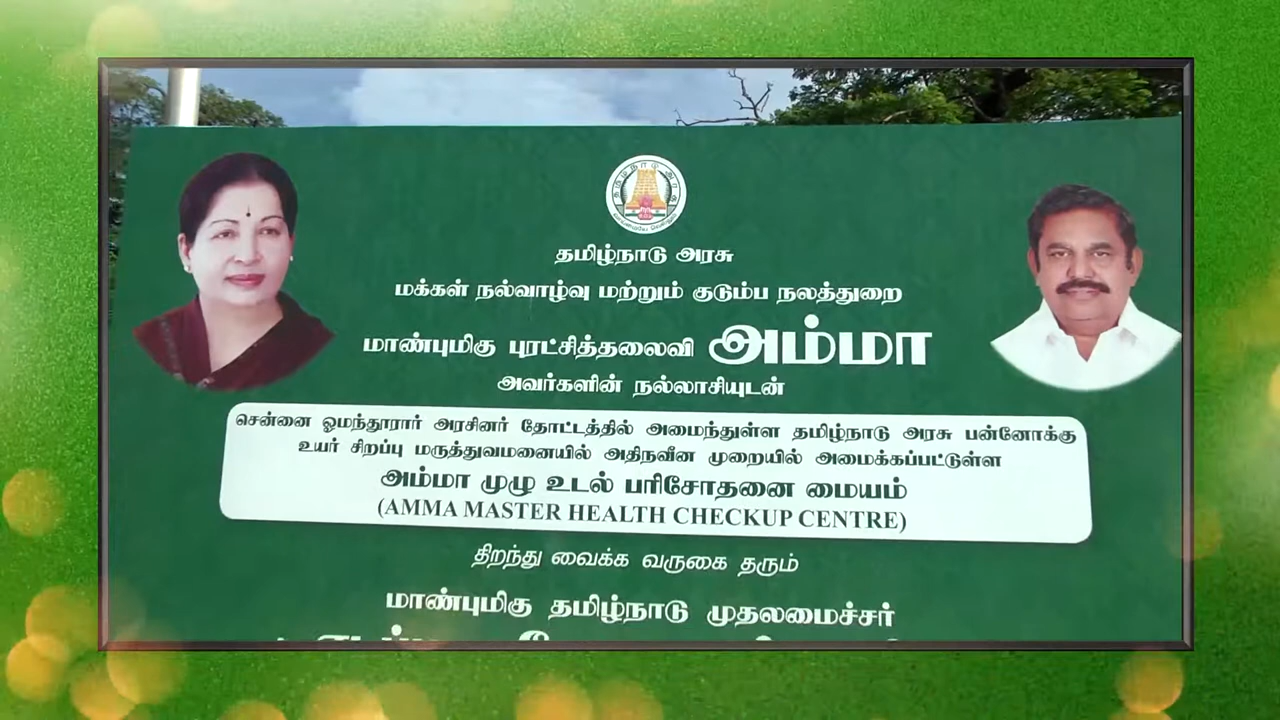 தமிழ்நாடு அரசு
மக்கள் நல்வாழ்வு மற்றும் குடும்ப நலத்துறை
மாண்புமிகு புரட்சித்தலைவி அம்மா
அவர்களின் நல்லாசியுடன்
சென்னை ஓமந்தூரார் அரசினர் தோட்டத்தில் அமைந்துள்ள தமிழ்நாடு அரசு பன்னோக்கு
உயர் சிறப்பு மருத்துவமனையில் அதிநவீன முறையில் அமைக்கப்பட்டுள்ள
அம்மா முழு உடல் பரிசோதனை மையம்
(AMMA MASTER HEALTH CHECKUP CENTRE)
திறந்து வைக்க வருகை தரும்
மாண்புமிகு தமிழ்நாடு முதலமைச்சர்